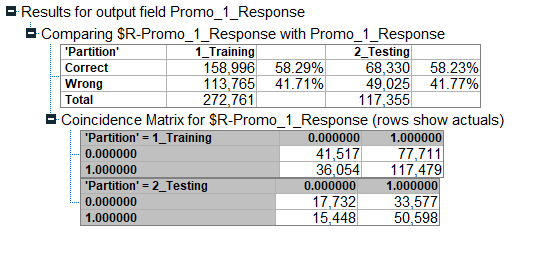 Results for output field Promo_1_Response
Comparing $R-Promo_1_Response with Promo_1_Response
'Partition' 1_Training 2_Testing
Correct 158,996 58.29% 68,330 58.23%
Wrong 113,765 41.71% 49,025 41.77%
Total 272,761 117,355
Coincidence Matrix for $R-Promo_1_Response (rows show actuals)
'Partition' = 1_Training 0.000000 1.000000
0.000000 41,517 77,711
1.000000 36,054 117,479
'Partition' = 2_Testing 0.000000 1.000000
0.000000 17,732 33,577
1.000000 15,448 50,598